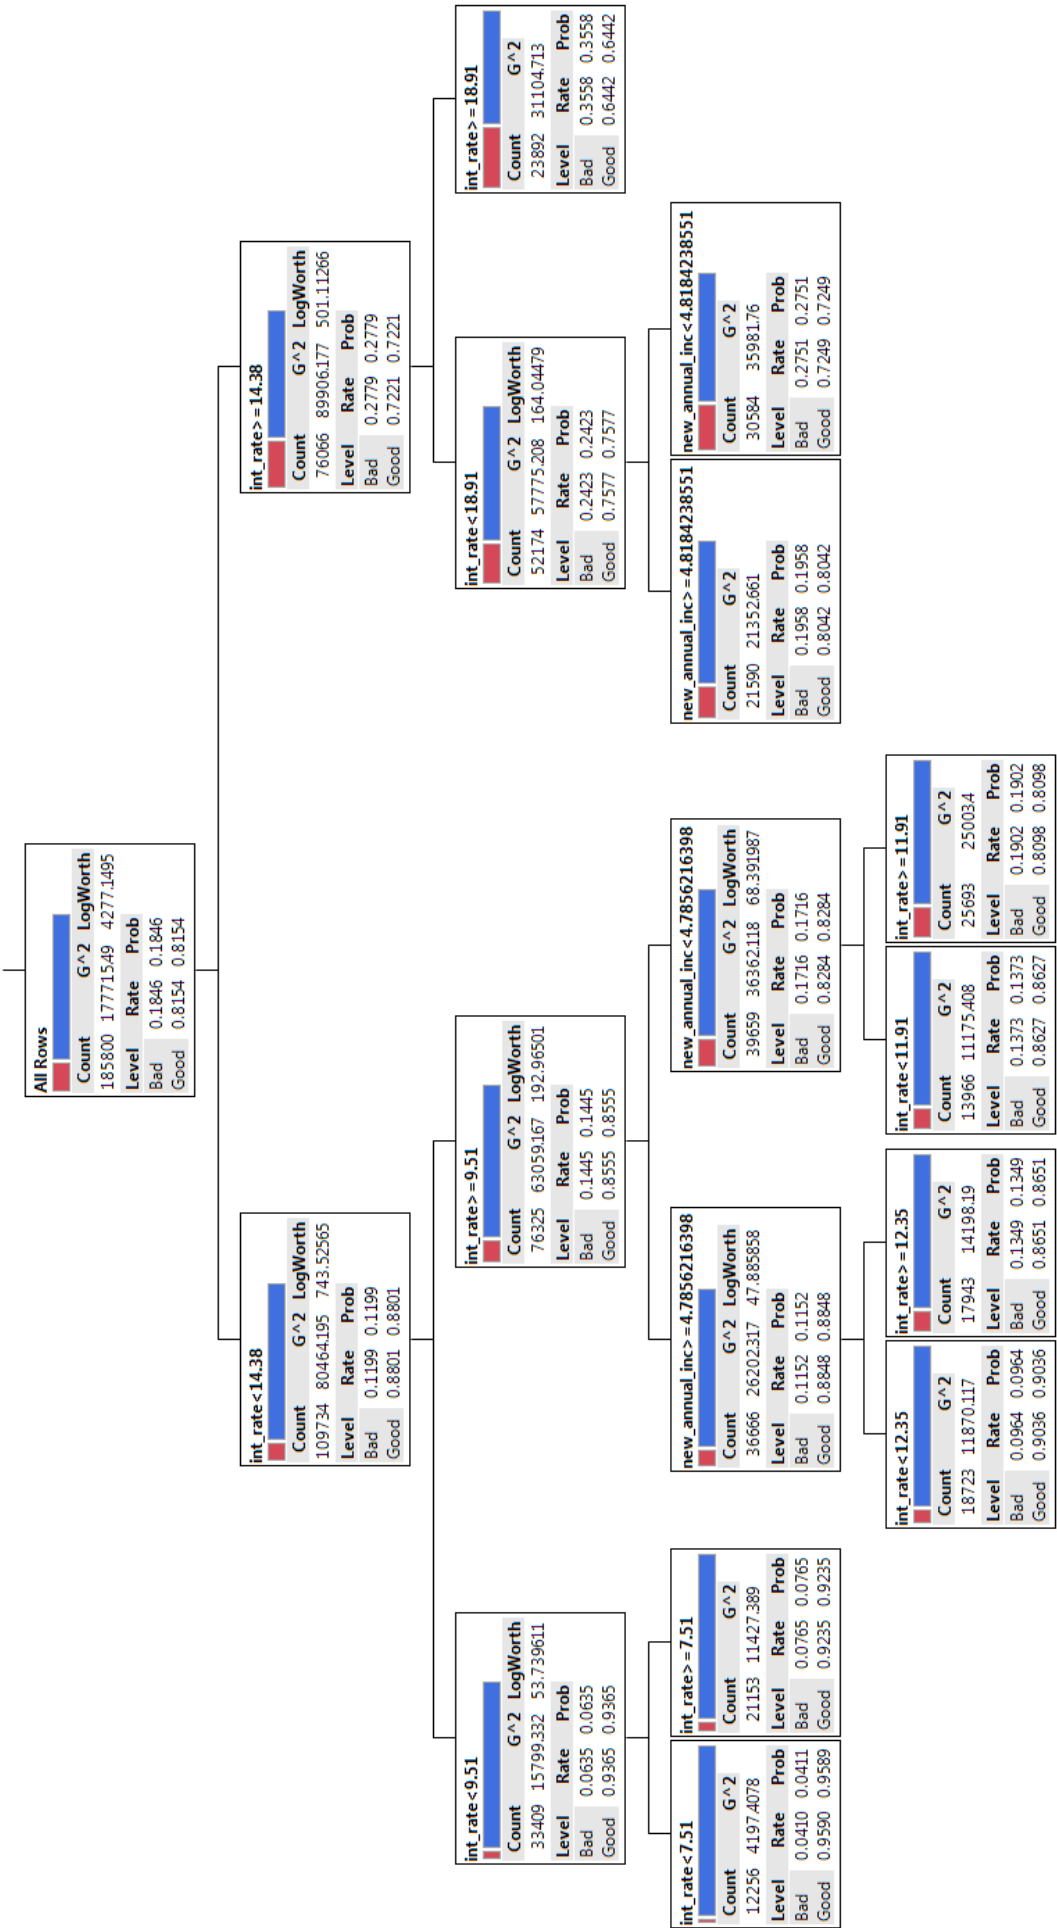 All Rows
Count G^2 LogWorth
185800 177715.49 4277.1495
Level Rate Prob
Bad 0.1846 0.1846
Good 0.8154 0.8154
int_rate<14.38
Count G^2 LogWorth
109734 80464.195 743.52565
Level Rate Prob
Bad 0.1199 0.1199
Good 0.8801 0.8801
int_rate>=14.38
Count G^2 LogWorth
76066 89906.177 501.11266
Level Rate Prob
Bad 0.2779 0.2779
Good 0.7221 0.7221
int_rate<9.51
Count G^2 LogWorth
33409 15799.332 53.739611
Level Rate Prob
Bad 0.0635 0.0635
Good 0.9365 0.9365
int_rate>=9.51
Count G^2 LogWorth
76325 63059.167 192.96501
Level Rate Prob
Bad 0.1445 0.1445
Good 0.8555 0.8555
int_rate<18.91
Count G^2 LogWorth
52174 57775.208 164.04479
Level Rate Prob
Bad 0.2423 0.2423
Good 0.7577 0.7577
int_rate>=18.91
Count G^2
23892 31104.713
Level Rate Prob
Bad 0.3558 0.3558
Good 0.6442 0.6442
int_rate<7.51
Count G^2
12256 4197.4078
Level Rate Prob
Bad 0.0410 0.0411
Good 0.9590 0.9589
int_rate>=7.51
Count G^2
21153 11427.389
Level Rate Prob
Bad 0.0765 0.0765
Good 0.9235 0.9235
new_annual_inc>=4.7856216398
Count G^2 LogWorth
36666 26202.317 47.885858
Level Rate Prob
Bad 0.1152 0.1152
Good 0.8848 0.8848
new_annual_inc<4.7856216398
Count G^2 LogWorth
39659 36362.118 68.391987
Level Rate Prob
Bad 0.1716 0.1716
Good 0.8284 0.8284
new_annual_inc>=4.8184238551
Count G^2
21590 21352.661
Level Rate Prob
Bad 0.1958 0.1958
Good 0.8042 0.8042
new_annual_inc<4.8184238551
Count G^2
30584 35981.76
Level Rate Prob
Bad 0.2751 0.2751
Good 0.7249 0.7249
int_rate<12.35
Count G^2
18723 11870.117
Level Rate Prob
Bad 0.0964 0.0964
Good 0.9036 0.9036
int_rate>=12.35
Count G^2
17943 14198.19
Level Rate Prob
Bad 0.1349 0.1349
Good 0.8651 0.8651
int_rate<11.91
Count G^2
13966 11175.408
Level Rate Prob
Bad 0.1373 0.1373
Good 0.8627 0.8627
int_rate>=11.91
Count G^2
25693 25003.4
Level Rate Prob
Bad 0.1902 0.1902
Good 0.8098 0.8098